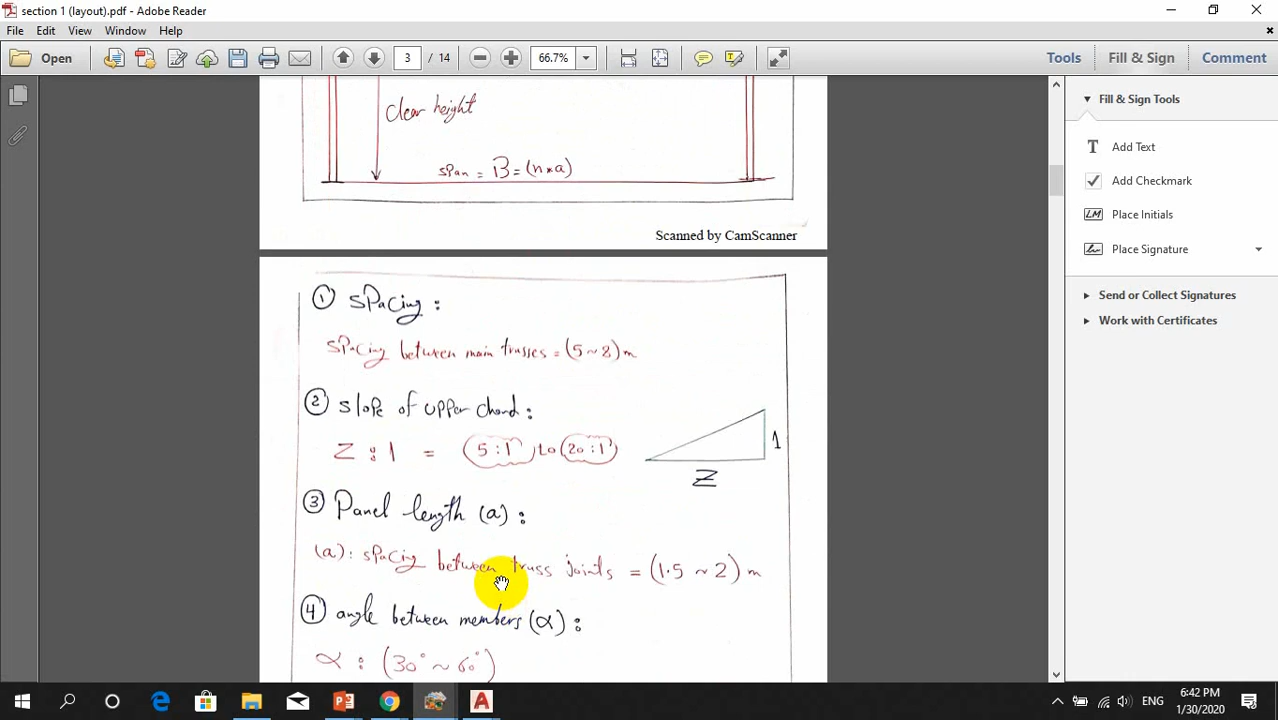 section 1 (layout).pdf - Adobe Reader
File Edit View Window Help
Open 3 / 14 66.7% Tools Fill & Sign Comment
clear height
span = B = (n*a)
Scanned by CamScanner
① spacing :
spacing between main trusses = (5~8)m
② slope of upper chord :
Z : 1 = (5:1) to (20:1)
1
Z
③ Panel length (a) :
(a): spacing between truss joints = (1.5 ~ 2) m
④ angle between members (α) :
α : (30° ~ 60°)
Fill & Sign Tools
Add Text
Add Checkmark
LM Place Initials
LM Place Signature
Send or Collect Signatures
Work with Certificates
ENG 6:42 PM
1/30/2020